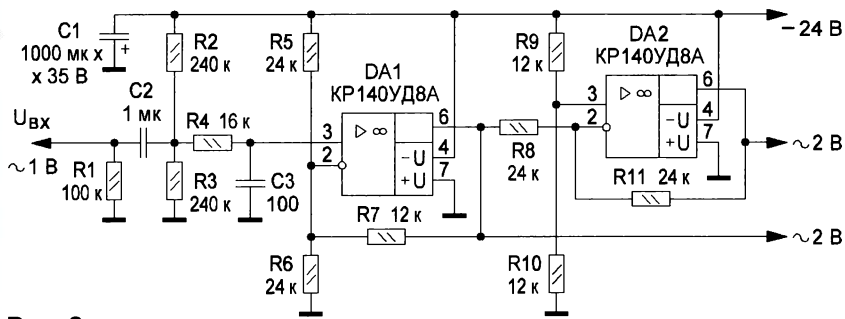 C1
1000 мк х
х 35 В
R2
240 к
R5
24 к
DA1
КР140УД8А
R9
12 к
DA2
КР140УД8А
−24 В
C2
1 мк
UВХ
∼1 В
R1
100 к
R4 16 к
R3
240 к
C3
100
3
2
▷ ∞
−U
+U
6
4
7
R8
24 к
3
2
▷ ∞
−U
+U
6
4
7
∼2 В
R7 12 к
R11 24 к
∼2 В
R6
24 к
R10
12 к